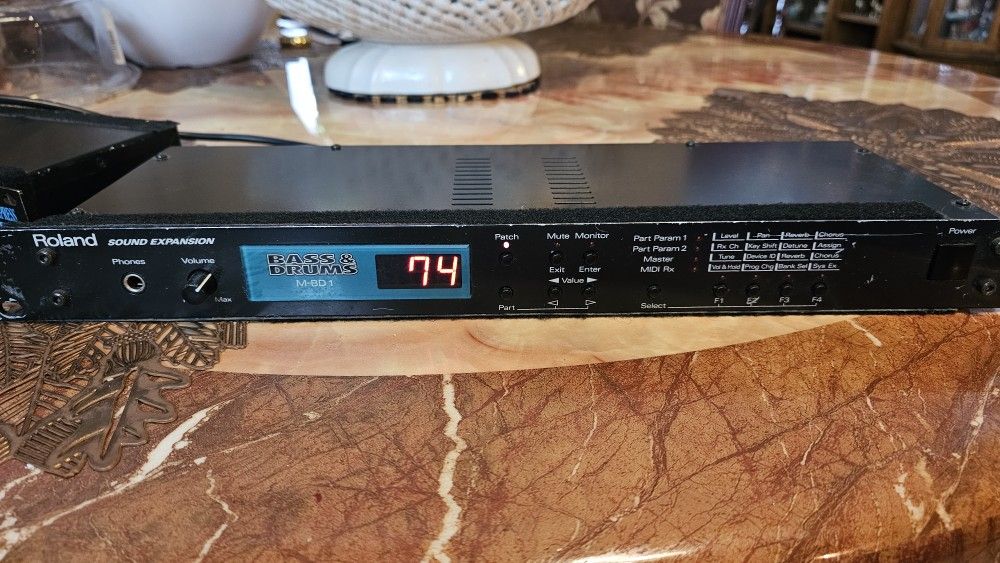 Roland SOUND EXPANSION
Phones
Volume
Max
BASS &
DRUMS
M-BD1
74
Patch
Mute Monitor
Exit Enter
◄ Value ►
Part
Part Param 1
Part Param 2
Master
MIDI Rx
Select
Level Pan Reverb Chorus
Rx Ch Key Shift Detune Assign
Tune Device ID Reverb Chorus
Vol & Hold Prog Chg Bank Sel Sys Ex
F1 F2 F3 F4
Power